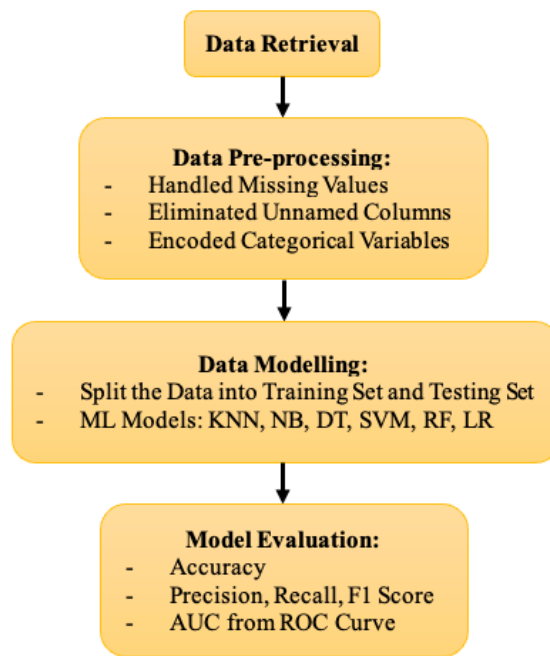 Data Retrieval
Data Pre-processing:
- Handled Missing Values
- Eliminated Unnamed Columns
- Encoded Categorical Variables
Data Modelling:
- Split the Data into Training Set and Testing Set
- ML Models: KNN, NB, DT, SVM, RF, LR
Model Evaluation:
- Accuracy
- Precision, Recall, F1 Score
- AUC from ROC Curve